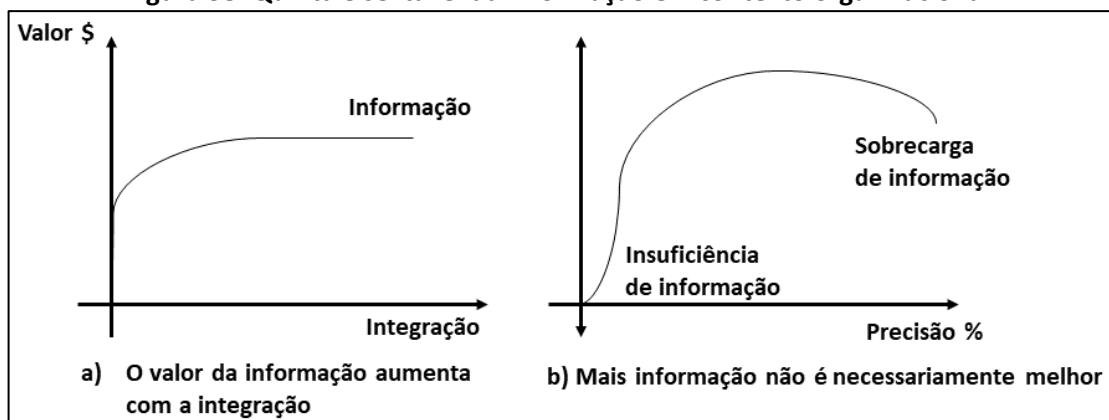 Valor $
Informação
Integração
a) O valor da informação aumenta
com a integração
Sobrecarga
de informação
Insuficiência
de informação
Precisão %
b) Mais informação não é necessariamente melhor